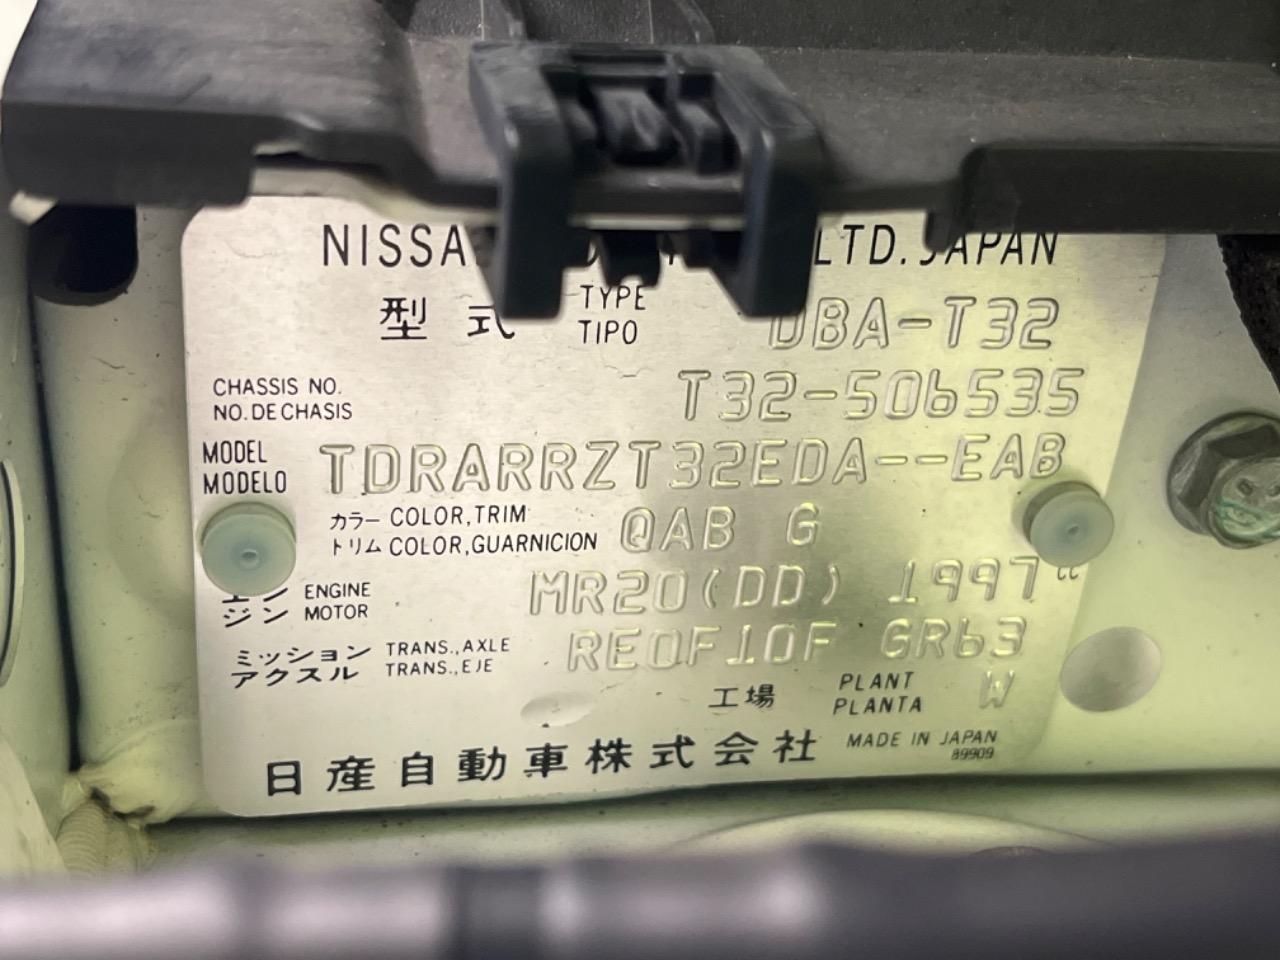 NISSA LTD. JAPAN
型式 TYPE DBA-T32
TIPO
CHASSIS NO. T32-506535
NO. DE CHASIS
MODEL TDRARRZT32EDA--EAB
MODELO
カラー COLOR,TRIM QAB G
トリム COLOR,GUARNICION
エン ENGINE MR20(DD) 1997cc
ジン MOTOR
ミッション TRANS.,AXLE RE0F10F GR63
アクスル TRANS.,EJE
工場 PLANT W
PLANTA
日産自動車株式会社 MADE IN JAPAN
89909